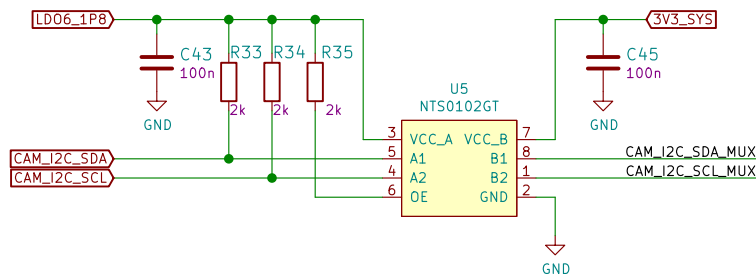 LDO6_1P8
3V3_SYS
C43
100n
R33
R34
R35
C45
100n
2k
2k
2k
GND
GND
U5
NTS0102GT
3
VCC_A
VCC_B
7
CAM_I2C_SDA
5
A1
B1
8
CAM_I2C_SDA_MUX
CAM_I2C_SCL
4
A2
B2
1
CAM_I2C_SCL_MUX
6
OE
GND
2
GND